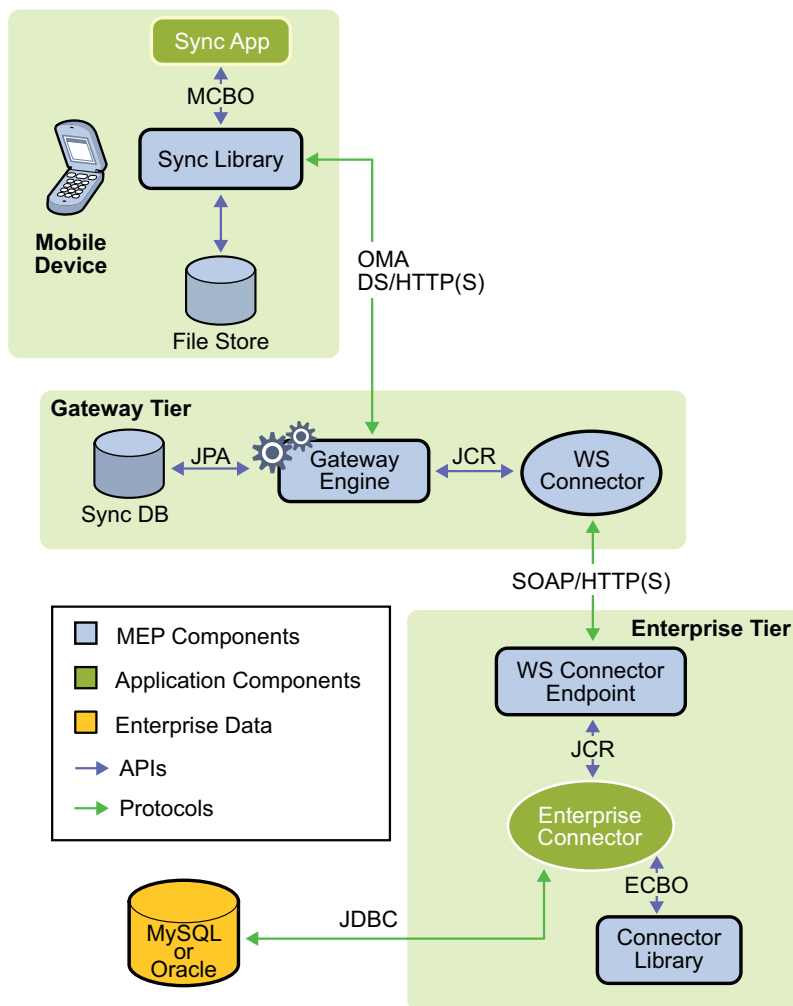 Sync App
MCBO
Sync Library
Mobile
Device
File Store
OMA
DS/HTTP(S)
Gateway Tier
JPA
Sync DB
Gateway
Engine
JCR
WS
Connector
SOAP/HTTP(S)
MEP Components
Application Components
Enterprise Data
APIs
Protocols
Enterprise Tier
WS Connector
Endpoint
JCR
Enterprise
Connector
ECBO
Connector
Library
JDBC
MySQL
or
Oracle